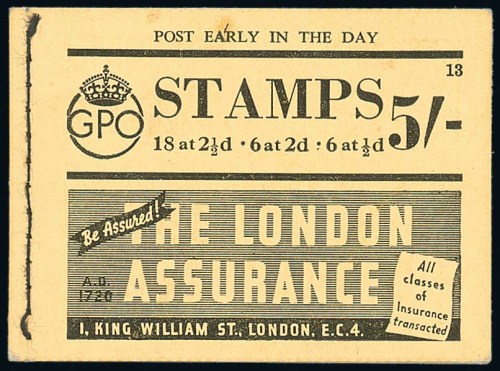 POST EARLY IN THE DAY
13
GPO
STAMPS 5/-
18 at 2½d · 6 at 2d · 6 at ½d
Be Assured!
THE LONDON
ASSURANCE
A.D.
1720
All
classes
of
Insurance
transacted
1, KING WILLIAM ST., LONDON, E.C.4.